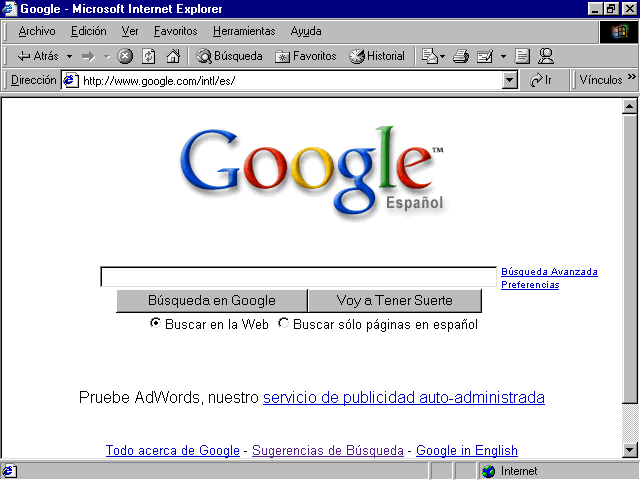 Google - Microsoft Internet Explorer
Archivo Edición Ver Favoritos Herramientas Ayuda
Atrás Búsqueda Favoritos Historial
Dirección http://www.google.com/intl/es/ Ir Vínculos »
Google™
Español
Búsqueda Avanzada
Preferencias
Búsqueda en Google Voy a Tener Suerte
Buscar en la Web Buscar sólo páginas en español
Pruebe AdWords, nuestro servicio de publicidad auto-administrada
Todo acerca de Google - Sugerencias de Búsqueda - Google in English
Internet